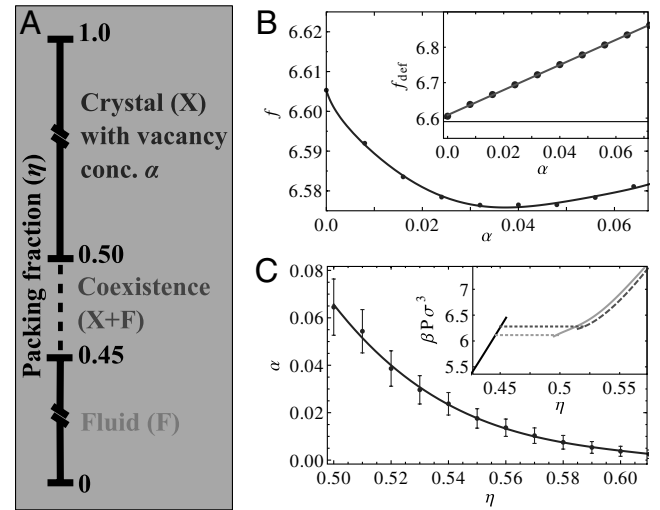 A
1.0
Crystal (X)
with vacancy
conc. α
0.50
Coexistence
(X+F)
0.45
Fluid (F)
0
Packing fraction (η)
B
6.62
6.61
6.60
6.59
6.58
f
0.0
0.02
0.04
0.06
α
6.8
6.7
6.6
f_def
0.0
0.02
0.04
0.06
α
C
0.08
0.06
0.04
0.02
0.00
α
0.50
0.52
0.54
0.56
0.58
0.60
η
7
6.2
5.5
βPσ³
0.45
0.5
0.55
η